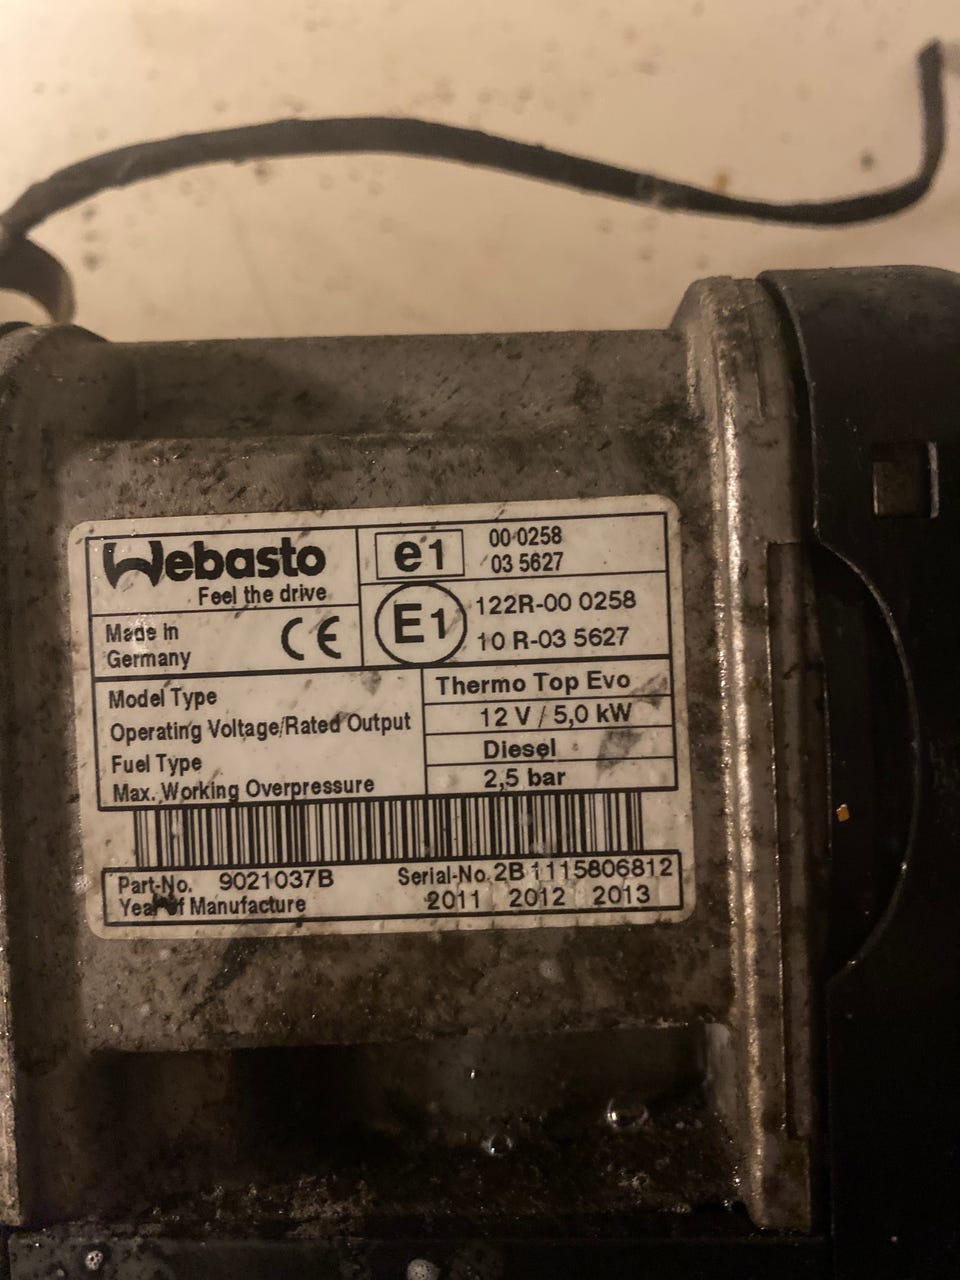 Webasto
Feel the drive
e1 00 0258
03 5627
Made in
Germany
CE
E1 122R-00 0258
10 R-03 5627
Model Type Thermo Top Evo
Operating Voltage/Rated Output 12 V / 5,0 kW
Fuel Type Diesel
Max. Working Overpressure 2,5 bar
Part-No. 9021037B Serial-No. 2B 1115806812
Year of Manufacture 2011 2012 2013